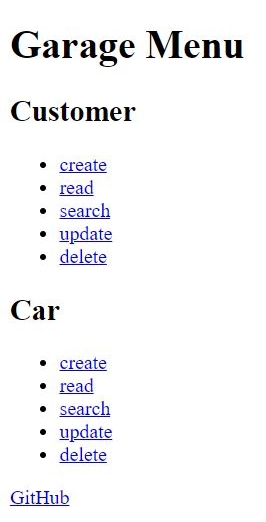 Garage Menu
Customer
create
read
search
update
delete
Car
create
read
search
update
delete
GitHub